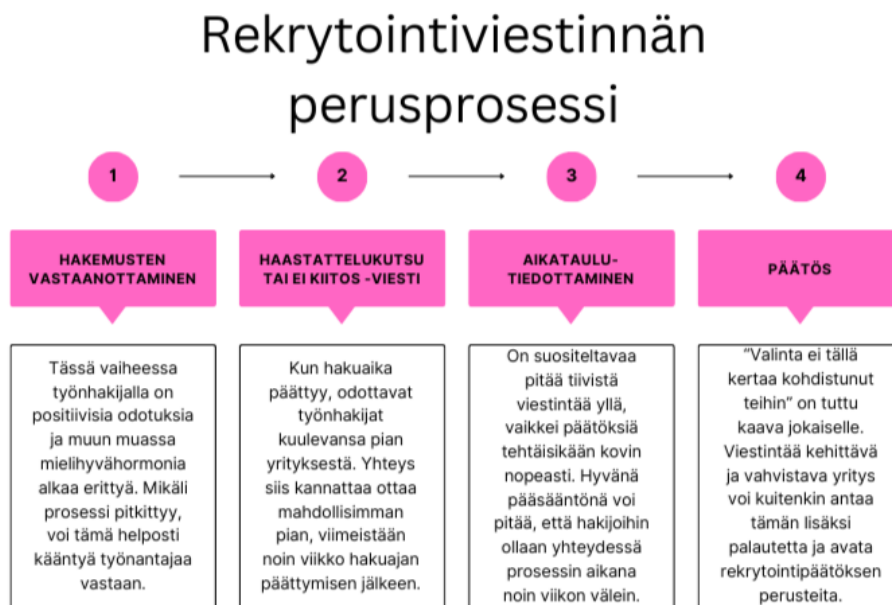 Rekrytointiviestinnän
perusprosessi
1
2
3
4
HAKEMUSTEN
VASTAANOTTAMINEN
HAASTATTELUKUTSU
TAI EI KIITOS -VIESTI
AIKATAULU-
TIEDOTTAMINEN
PÄÄTÖS
Tässä vaiheessa
työnhakijalla on
positiivisia odotuksia
ja muun muassa
mielihyvähormonia
alkaa erittyä. Mikäli
prosessi pitkittyy,
voi tämä helposti
kääntyä työnantajaa
vastaan.
Kun hakuaika
päättyy, odottavat
työnhakijat
kuulevansa pian
yrityksestä. Yhteys
siis kannattaa ottaa
mahdollisimman
pian, viimeistään
noin viikko hakuajan
päättymisen jälkeen.
On suositeltavaa
pitää tiivistä
viestintää yllä,
vaikkei päätöksiä
tehtäisikään kovin
nopeasti. Hyvänä
pääsääntönä voi
pitää, että hakijoihin
ollaan yhteydessä
prosessin aikana
noin viikon välein.
"Valinta ei tällä
kertaa kohdistunut
teihin" on tuttu
kaava jokaiselle.
Viestintää kehittävä
ja vahvistava yritys
voi kuitenkin antaa
tämän lisäksi
palautetta ja avata
rekrytointipäätöksen
perusteita.